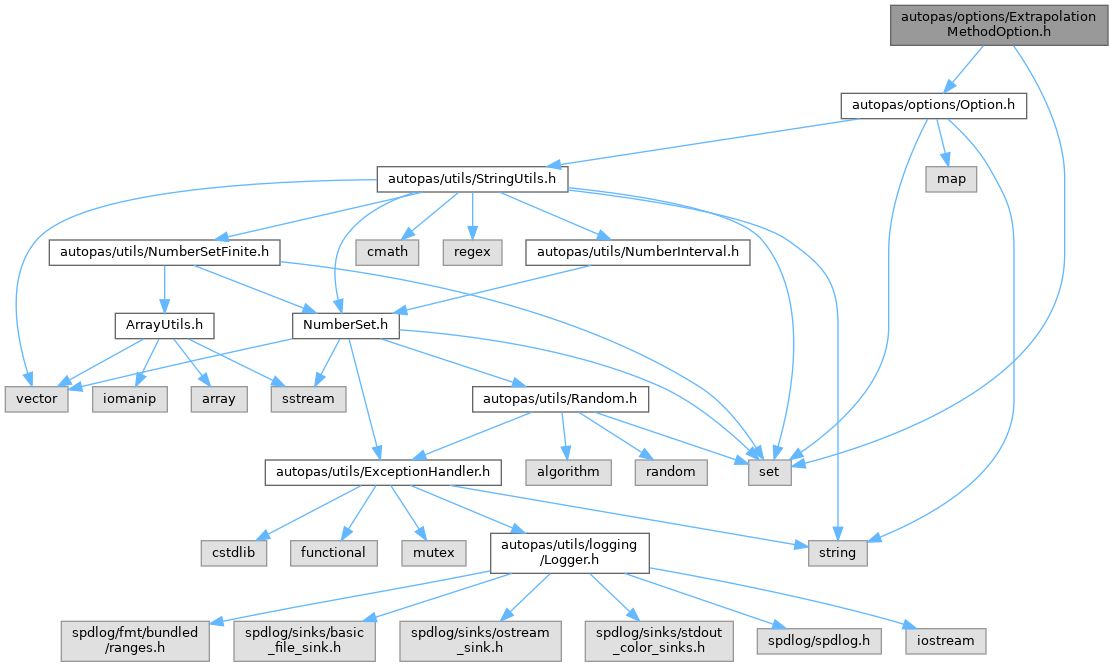 autopas/options/Extrapolation
MethodOption.h
autopas/options/Option.h
autopas/utils/StringUtils.h
map
autopas/utils/NumberSetFinite.h
cmath
regex
autopas/utils/NumberInterval.h
ArrayUtils.h
NumberSet.h
vector
iomanip
array
sstream
autopas/utils/Random.h
autopas/utils/ExceptionHandler.h
algorithm
random
set
cstdlib
functional
mutex
autopas/utils/logging
/Logger.h
string
spdlog/fmt/bundled
/ranges.h
spdlog/sinks/basic
_file_sink.h
spdlog/sinks/ostream
_sink.h
spdlog/sinks/stdout
_color_sinks.h
spdlog/spdlog.h
iostream